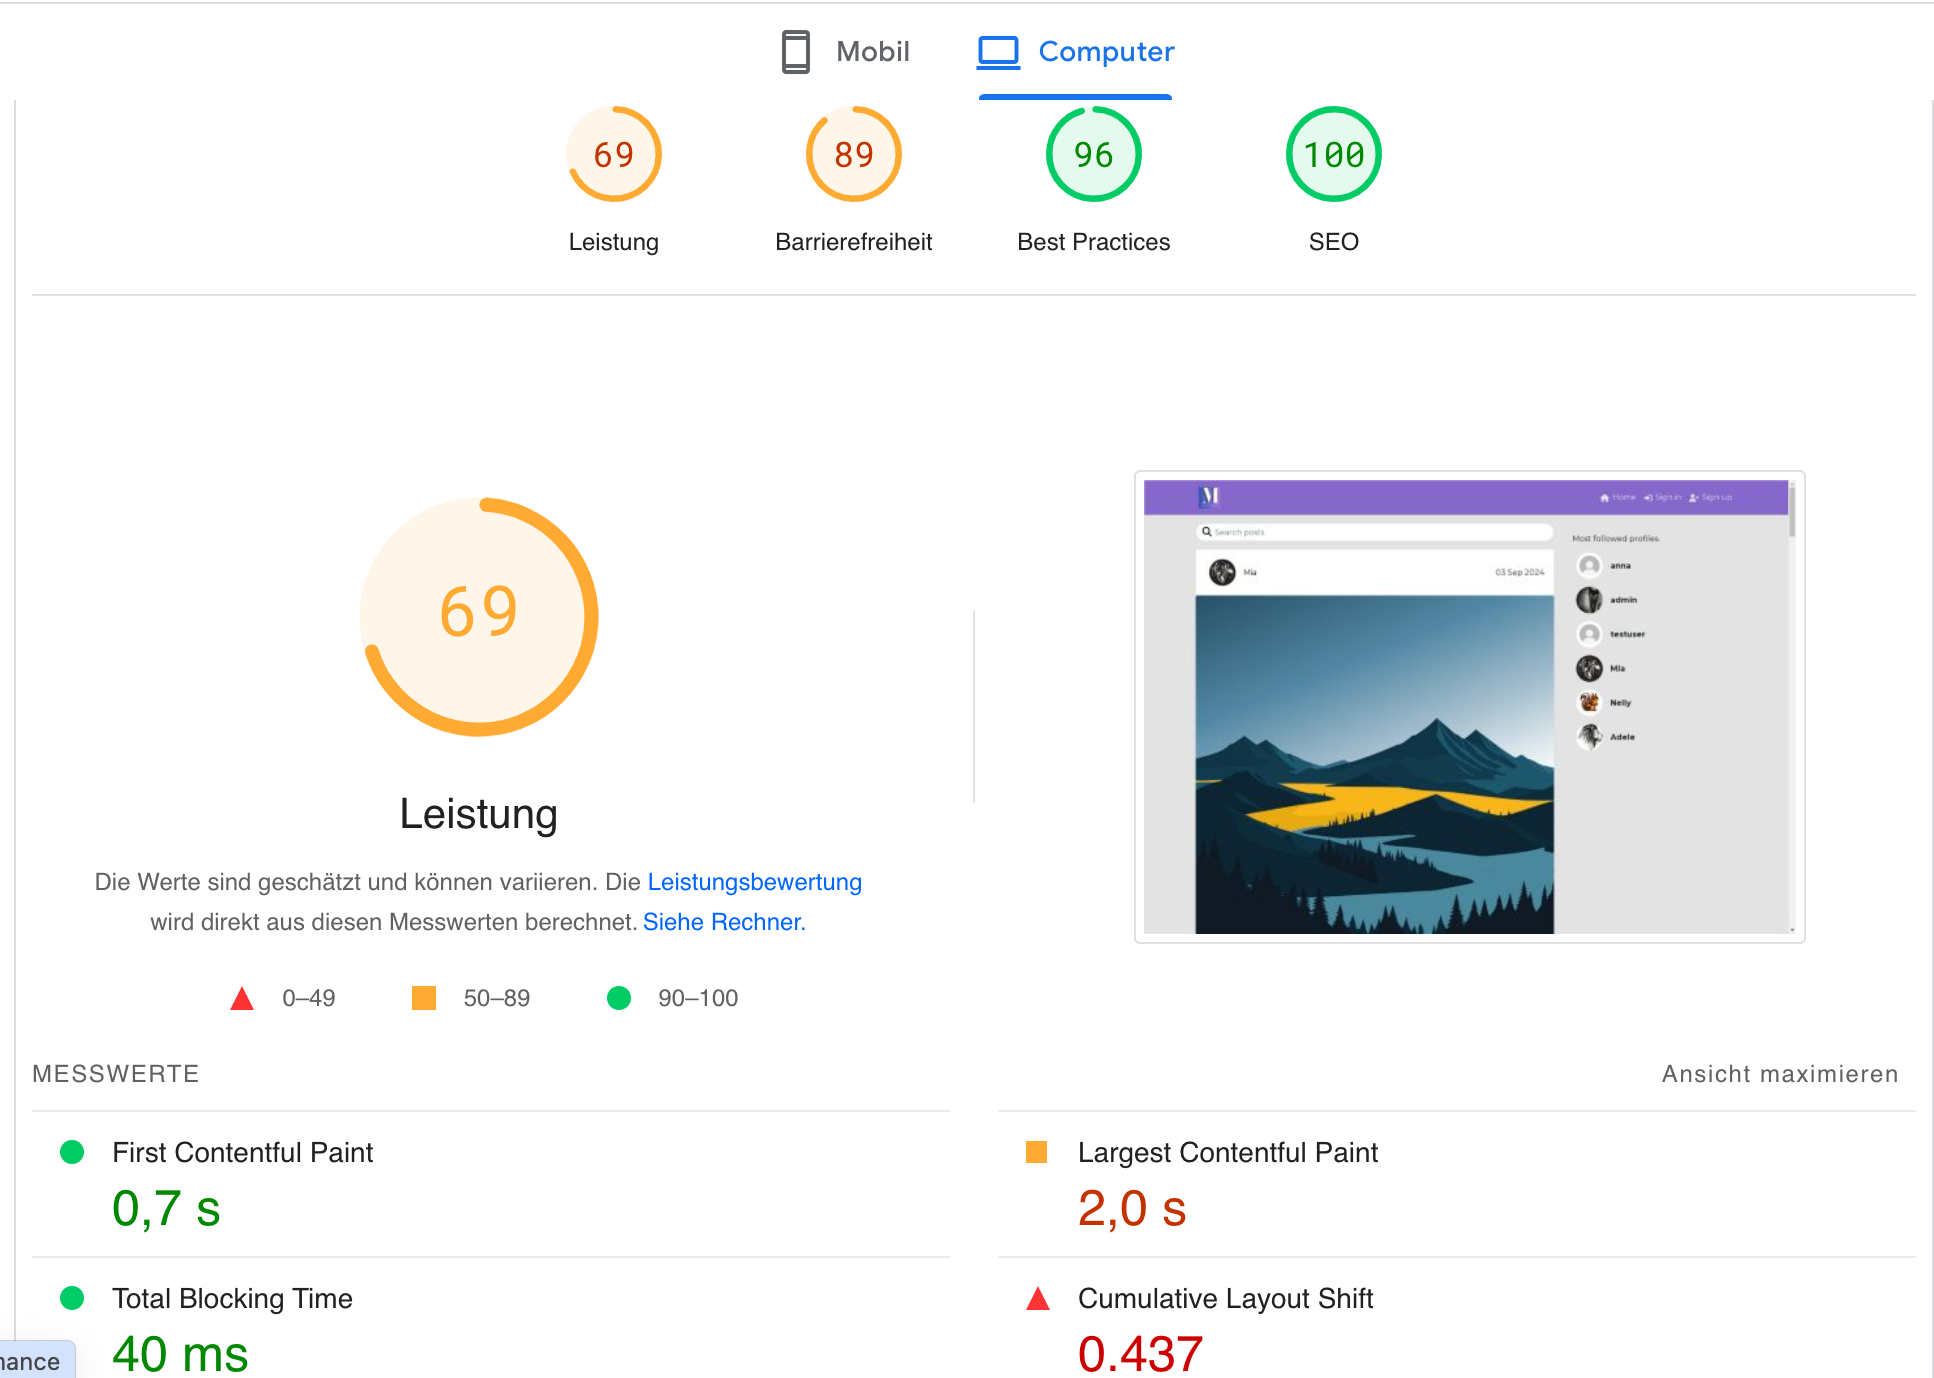 Mobil
Computer
69
89
96
100
Leistung
Barrierefreiheit
Best Practices
SEO
69
Leistung
Die Werte sind geschätzt und können variieren. Die Leistungsbewertung
wird direkt aus diesen Messwerten berechnet. Siehe Rechner.
0–49
50–89
90–100
M
Home
Sign in
Sign up
Search posts
Mia
03 Sep 2024
Most followed profiles.
anna
admin
testuser
Mia
Nelly
Adele
MESSWERTE
Ansicht maximieren
First Contentful Paint
0,7 s
Largest Contentful Paint
2,0 s
Total Blocking Time
40 ms
Cumulative Layout Shift
0.437